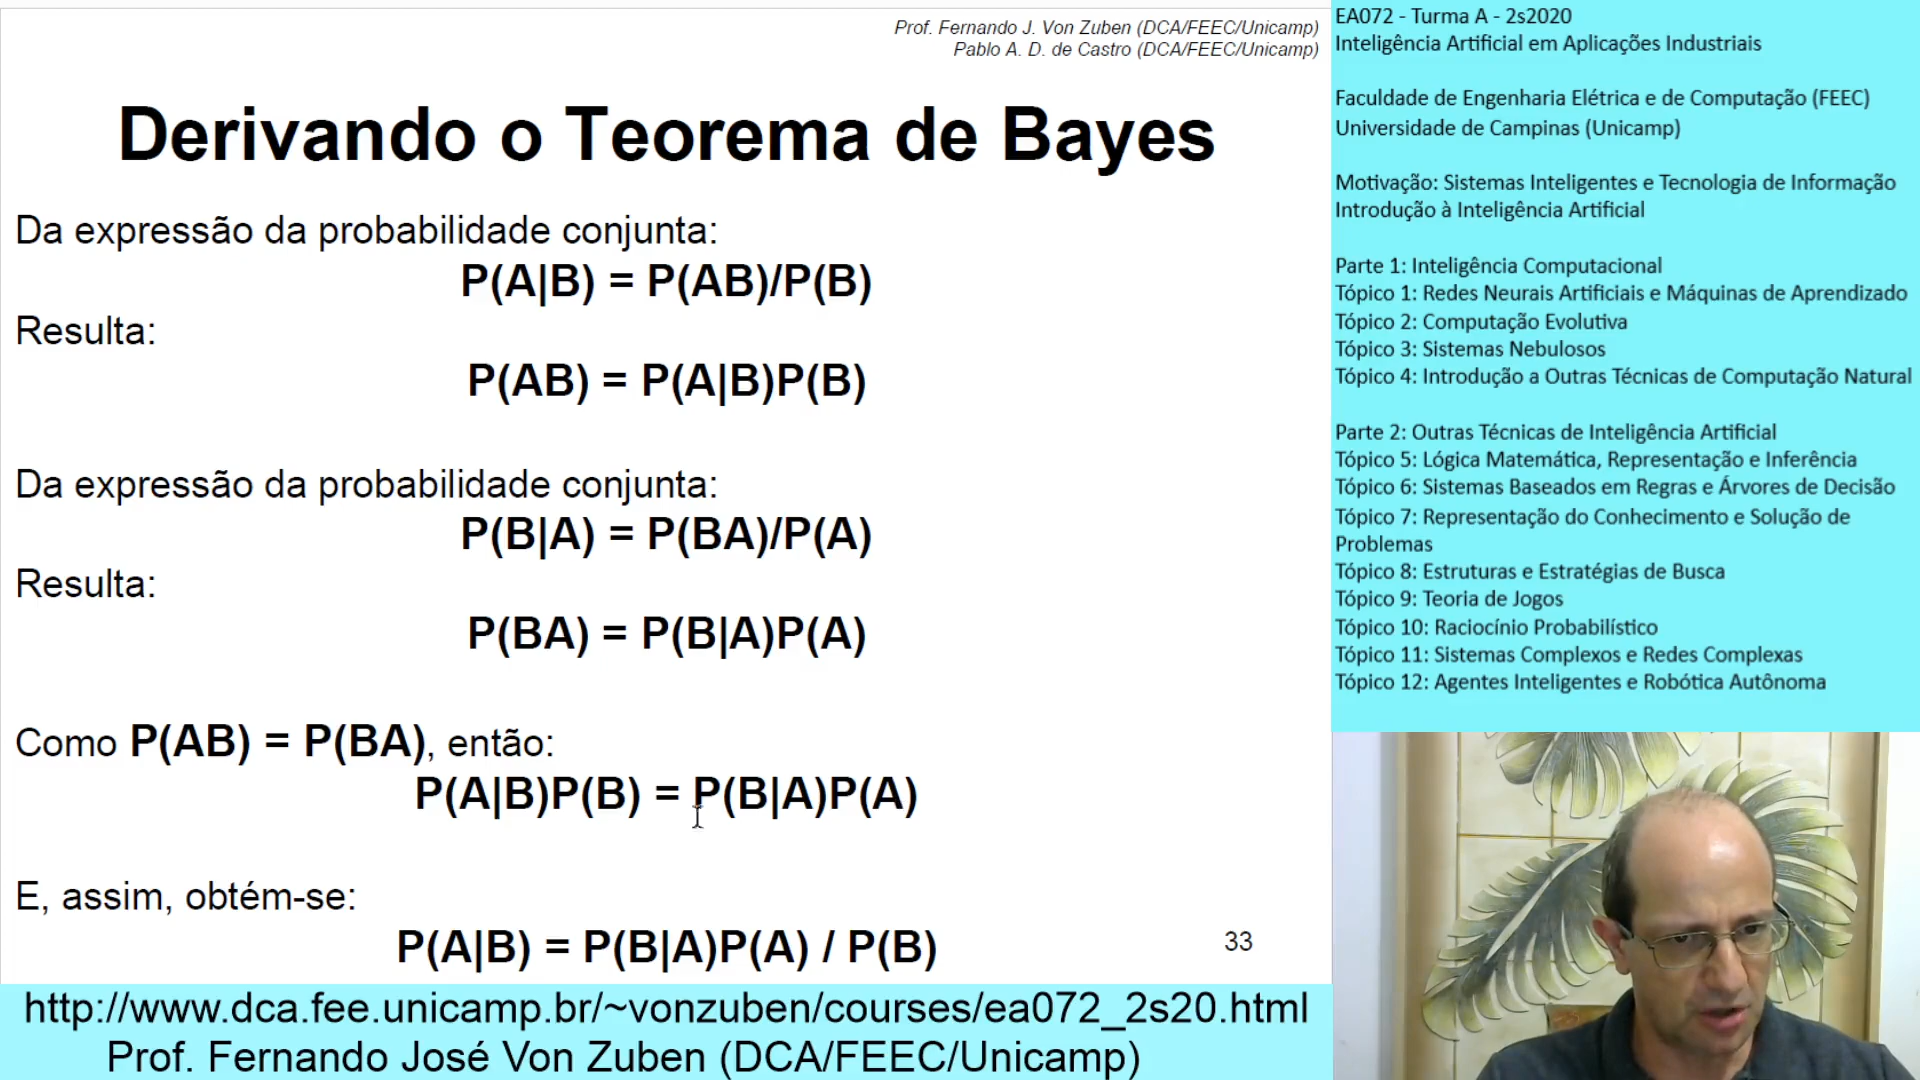 Prof. Fernando J. Von Zuben (DCA/FEEC/Unicamp)
Pablo A. D. de Castro (DCA/FEEC/Unicamp)
Derivando o Teorema de Bayes
Da expressão da probabilidade conjunta:
P(A|B) = P(AB)/P(B)
Resulta:
P(AB) = P(A|B)P(B)
Da expressão da probabilidade conjunta:
P(B|A) = P(BA)/P(A)
Resulta:
P(BA) = P(B|A)P(A)
Como P(AB) = P(BA), então:
P(A|B)P(B) = P(B|A)P(A)
E, assim, obtém-se:
P(A|B) = P(B|A)P(A) / P(B)
33
http://www.dca.fee.unicamp.br/~vonzuben/courses/ea072_2s20.html
Prof. Fernando José Von Zuben (DCA/FEEC/Unicamp)
EA072 - Turma A - 2s2020
Inteligência Artificial em Aplicações Industriais
Faculdade de Engenharia Elétrica e de Computação (FEEC)
Universidade de Campinas (Unicamp)
Motivação: Sistemas Inteligentes e Tecnologia de Informação
Introdução à Inteligência Artificial
Parte 1: Inteligência Computacional
Tópico 1: Redes Neurais Artificiais e Máquinas de Aprendizado
Tópico 2: Computação Evolutiva
Tópico 3: Sistemas Nebulosos
Tópico 4: Introdução a Outras Técnicas de Computação Natural
Parte 2: Outras Técnicas de Inteligência Artificial
Tópico 5: Lógica Matemática, Representação e Inferência
Tópico 6: Sistemas Baseados em Regras e Árvores de Decisão
Tópico 7: Representação do Conhecimento e Solução de
Problemas
Tópico 8: Estruturas e Estratégias de Busca
Tópico 9: Teoria de Jogos
Tópico 10: Raciocínio Probabilístico
Tópico 11: Sistemas Complexos e Redes Complexas
Tópico 12: Agentes Inteligentes e Robótica Autônoma